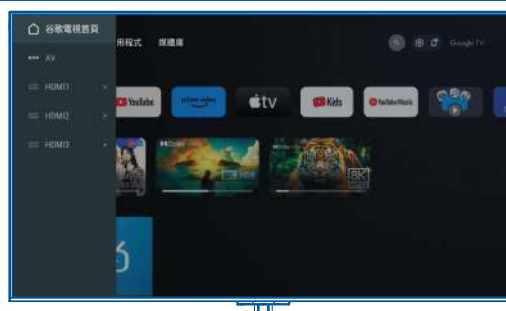 谷歌電視首頁
AV
HDMI1
HDMI2
HDMI3
用程式 媒體庫
Google TV
YouTube
prime video
tv
Kids
YouTube Music
HDR
8K